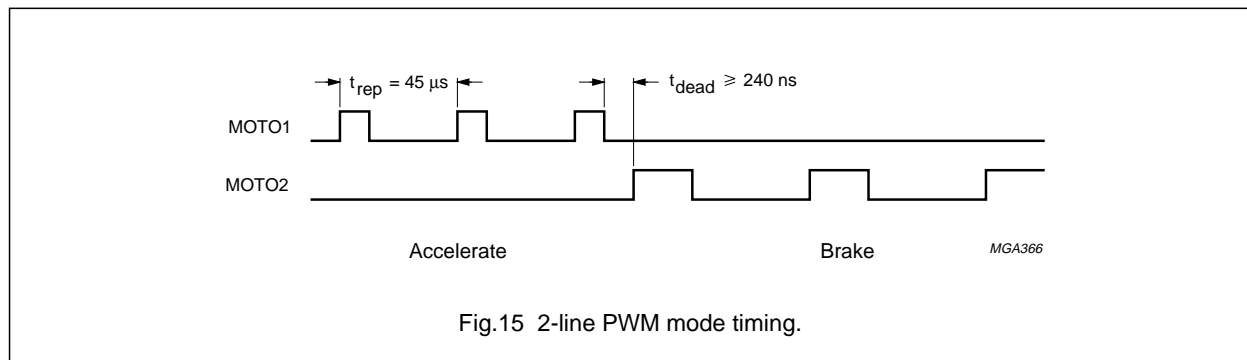 t_rep = 45 μs
t_dead ≥ 240 ns
MOTO1
MOTO2
Accelerate
Brake
MGA366
Fig.15 2-line PWM mode timing.